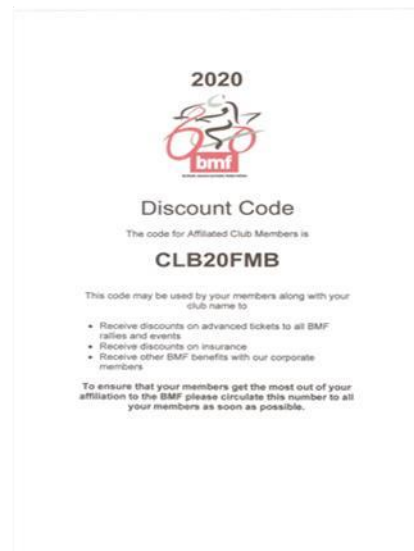 2020
60
bmf
Discount Code
The code for Affiliated Club Members is
CLB20FMB
This code may be used by your members along with your
club name to
• Receive discounts on advanced tickets to all BMF
rallies and events
• Receive discounts on insurance
• Receive other BMF benefits with our corporate
members
To ensure that your members get the most out of your
affiliation to the BMF please circulate this number to all
your members as soon as possible.